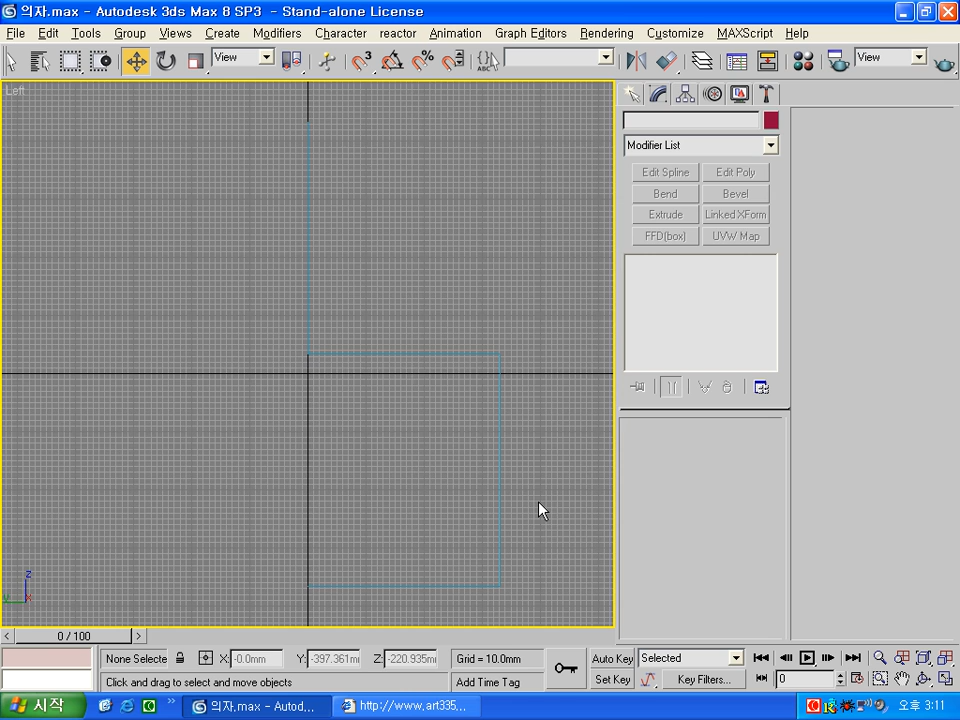 의자.max - Autodesk 3ds Max 8 SP3 - Stand-alone License
File Edit Tools Group Views Create Modifiers Character reactor Animation Graph Editors Rendering Customize MAXScript Help
View View
Left
Modifier List
Edit Spline Edit Poly
Bend Bevel
Extrude Linked XForm
FFD(box) UVW Map
z
y x
0 / 100
None Selecte X: -0.0mm Y: -397.361m Z: -220.935m Grid = 10.0mm Auto Key Selected
Click and drag to select and move objects Add Time Tag Set Key Key Filters... 0
시작 의자.max - Autod... http://www.art335... 오후 3:11